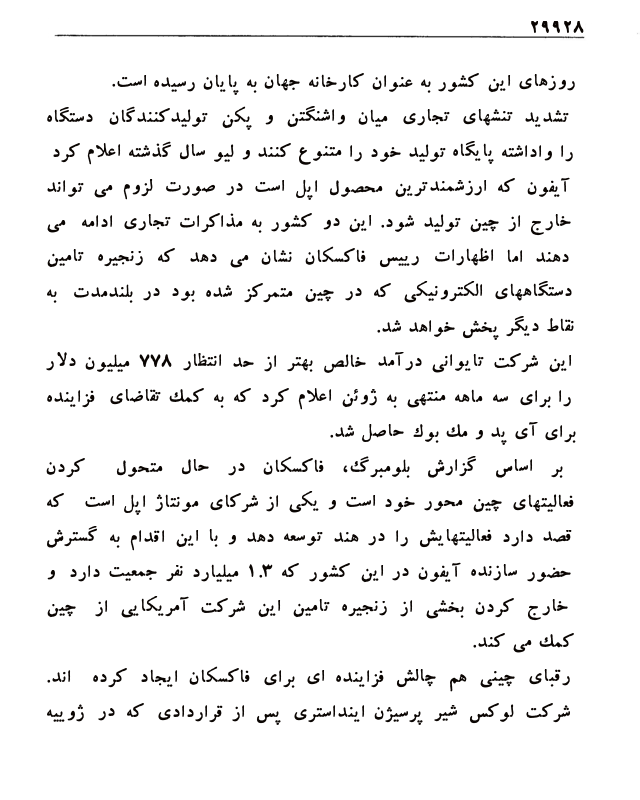 ۲۹۹۲۸
روزهای این کشور به عنوان کارخانه جهان به پایان رسیده است.
تشدید تنشهای تجاری میان واشنگتن و پکن تولیدکنندگان دستگاه
را واداشته پایگاه تولید خود را متنوع کنند و لیو سال گذشته اعلام کرد
آیفون که ارزشمندترین محصول اپل است در صورت لزوم می تواند
خارج از چین تولید شود. این دو کشور به مذاکرات تجاری ادامه می
دهند اما اظهارات رییس فاکسکان نشان می دهد که زنجیره تامین
دستگاههای الکترونیکی که در چین متمرکز شده بود در بلندمدت به
نقاط دیگر پخش خواهد شد.
این شرکت تایوانی درآمد خالص بهتر از حد انتظار ۷۷۸ میلیون دلار
را برای سه ماهه منتهی به ژوئن اعلام کرد که به کمك تقاضای فزاینده
برای آی پد و مك بوك حاصل شد.
بر اساس گزارش بلومبرگ، فاکسکان در حال متحول کردن
فعالیتهای چین محور خود است و یکی از شرکای مونتاژ اپل است که
قصد دارد فعالیتهایش را در هند توسعه دهد و با این اقدام به گسترش
حضور سازنده آیفون در این کشور که ۱.۳ میلیارد نفر جمعیت دارد و
خارج کردن بخشی از زنجیره تامین این شرکت آمریکایی از چین
کمك می کند.
رقبای چینی هم چالش فزاینده ای برای فاکسکان ایجاد کرده اند.
شرکت لوکس شیر پرسیژن اینداستری پس از قراردادی که در ژوییه